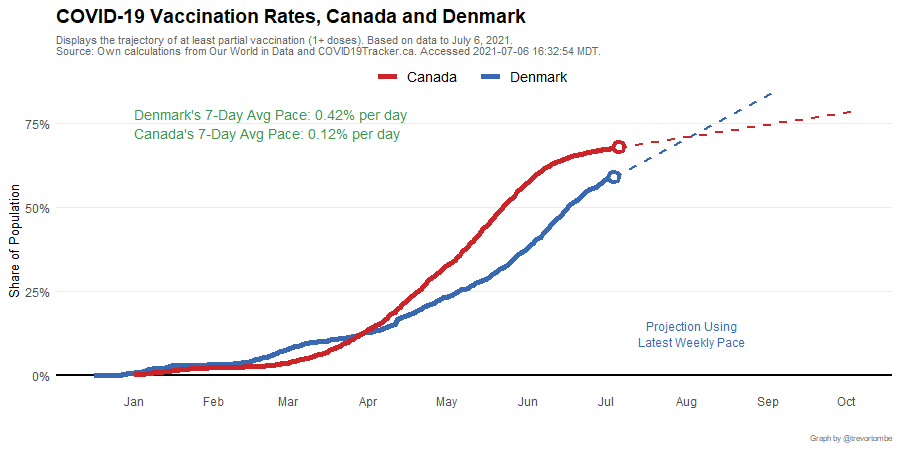 COVID-19 Vaccination Rates, Canada and Denmark
Displays the trajectory of at least partial vaccination (1+ doses). Based on data to July 6, 2021.
Source: Own calculations from Our World in Data and COVID19Tracker.ca. Accessed 2021-07-06 16:32:54 MDT.
Canada Denmark
Denmark's 7-Day Avg Pace: 0.42% per day
Canada's 7-Day Avg Pace: 0.12% per day
75%
50%
25%
0%
Share of Population
Projection Using
Latest Weekly Pace
Jan Feb Mar Apr May Jun Jul Aug Sep Oct
Graph by @trevortombe